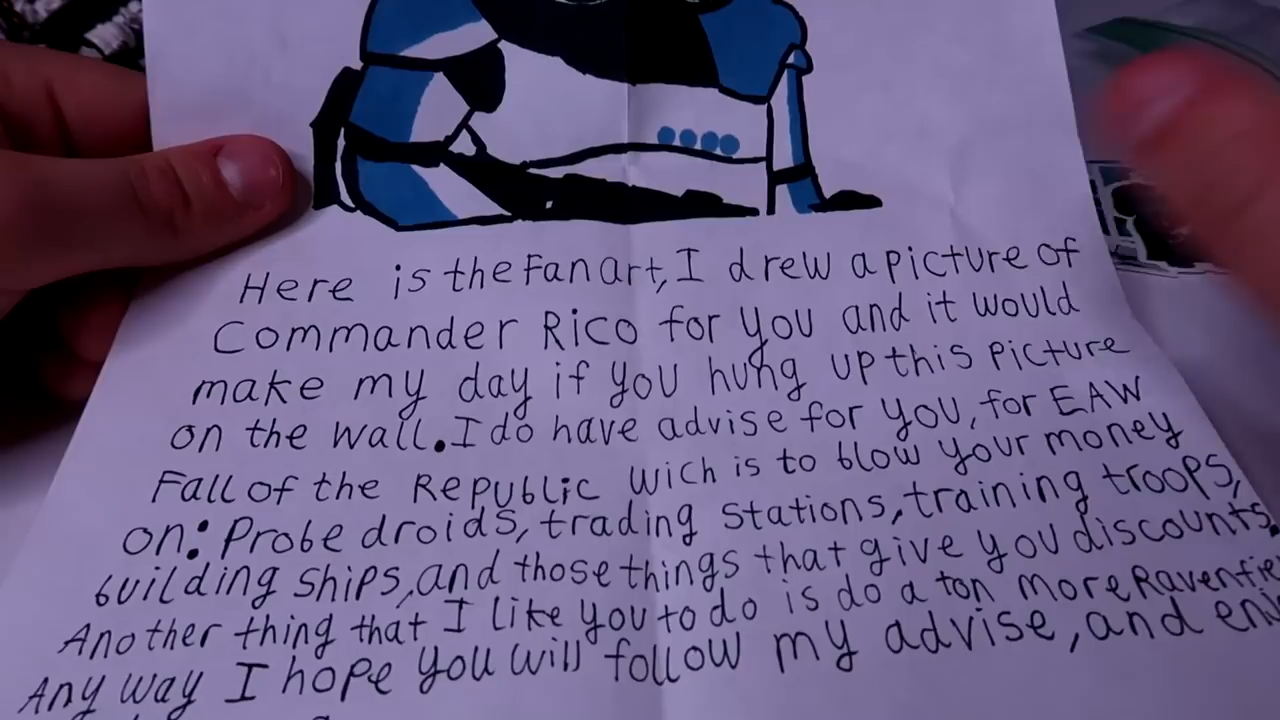 Here is the Fan art, I drew a picture of
Commander Rico for you and it would
make my day if you hung up this picture
on the wall. I do have advise for you, for EAW
Fall of the Republic wich is to blow your money
on: Probe droids, trading stations, training troops,
building ships, and those things that give you discounts.
Another thing that I like you to do is do a ton more
Any way I hope you will follow my advise, and